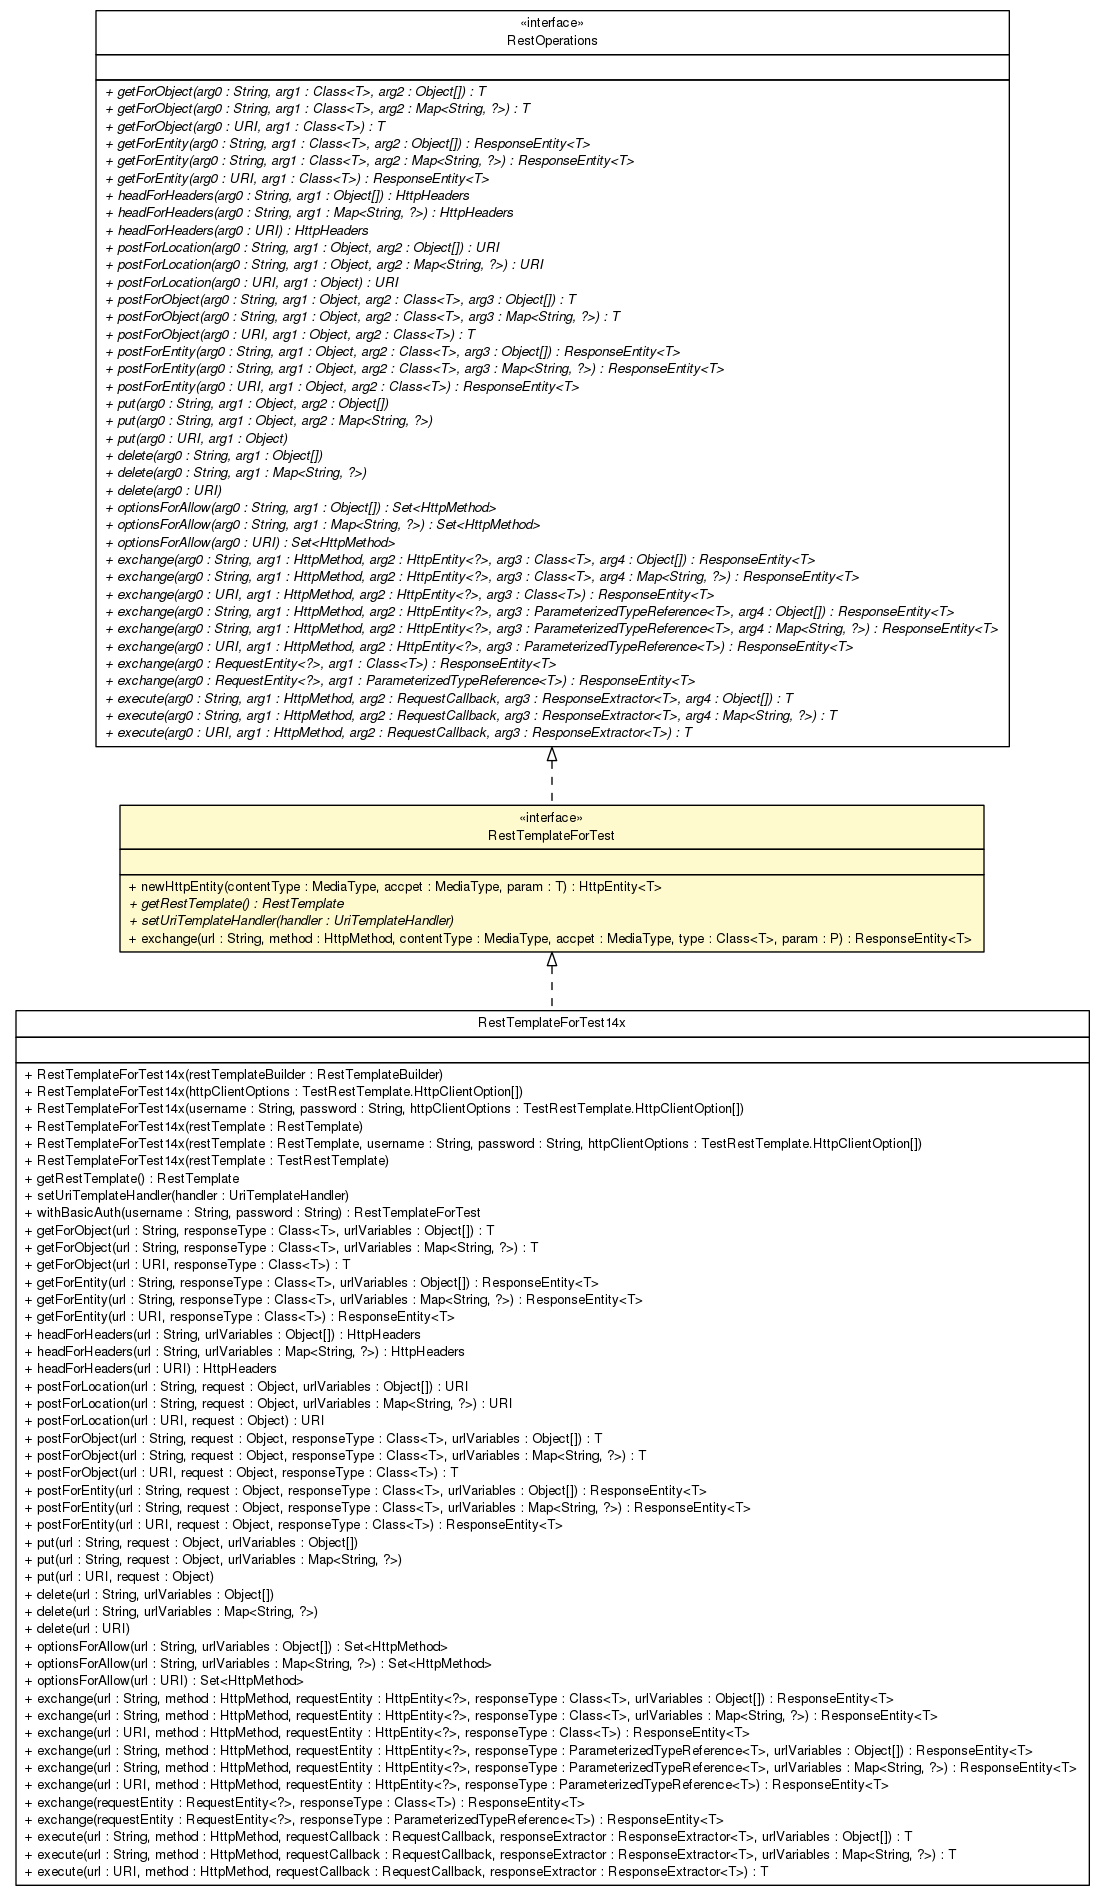 «interface»
RestOperations
+ getForObject(arg0 : String, arg1 : Class<T>, arg2 : Object[]) : T
+ getForObject(arg0 : String, arg1 : Class<T>, arg2 : Map<String, ?>) : T
+ getForObject(arg0 : URI, arg1 : Class<T>) : T
+ getForEntity(arg0 : String, arg1 : Class<T>, arg2 : Object[]) : ResponseEntity<T>
+ getForEntity(arg0 : String, arg1 : Class<T>, arg2 : Map<String, ?>) : ResponseEntity<T>
+ getForEntity(arg0 : URI, arg1 : Class<T>) : ResponseEntity<T>
+ headForHeaders(arg0 : String, arg1 : Object[]) : HttpHeaders
+ headForHeaders(arg0 : String, arg1 : Map<String, ?>) : HttpHeaders
+ headForHeaders(arg0 : URI) : HttpHeaders
+ postForLocation(arg0 : String, arg1 : Object, arg2 : Object[]) : URI
+ postForLocation(arg0 : String, arg1 : Object, arg2 : Map<String, ?>) : URI
+ postForLocation(arg0 : URI, arg1 : Object) : URI
+ postForObject(arg0 : String, arg1 : Object, arg2 : Class<T>, arg3 : Object[]) : T
+ postForObject(arg0 : String, arg1 : Object, arg2 : Class<T>, arg3 : Map<String, ?>) : T
+ postForObject(arg0 : URI, arg1 : Object, arg2 : Class<T>) : T
+ postForEntity(arg0 : String, arg1 : Object, arg2 : Class<T>, arg3 : Object[]) : ResponseEntity<T>
+ postForEntity(arg0 : String, arg1 : Object, arg2 : Class<T>, arg3 : Map<String, ?>) : ResponseEntity<T>
+ postForEntity(arg0 : URI, arg1 : Object, arg2 : Class<T>) : ResponseEntity<T>
+ put(arg0 : String, arg1 : Object, arg2 : Object[])
+ put(arg0 : String, arg1 : Object, arg2 : Map<String, ?>)
+ put(arg0 : URI, arg1 : Object)
+ delete(arg0 : String, arg1 : Object[])
+ delete(arg0 : String, arg1 : Map<String, ?>)
+ delete(arg0 : URI)
+ optionsForAllow(arg0 : String, arg1 : Object[]) : Set<HttpMethod>
+ optionsForAllow(arg0 : String, arg1 : Map<String, ?>) : Set<HttpMethod>
+ optionsForAllow(arg0 : URI) : Set<HttpMethod>
+ exchange(arg0 : String, arg1 : HttpMethod, arg2 : HttpEntity<?>, arg3 : Class<T>, arg4 : Object[]) : ResponseEntity<T>
+ exchange(arg0 : String, arg1 : HttpMethod, arg2 : HttpEntity<?>, arg3 : Class<T>, arg4 : Map<String, ?>) : ResponseEntity<T>
+ exchange(arg0 : URI, arg1 : HttpMethod, arg2 : HttpEntity<?>, arg3 : Class<T>) : ResponseEntity<T>
+ exchange(arg0 : String, arg1 : HttpMethod, arg2 : HttpEntity<?>, arg3 : ParameterizedTypeReference<T>, arg4 : Object[]) : ResponseEntity<T>
+ exchange(arg0 : String, arg1 : HttpMethod, arg2 : HttpEntity<?>, arg3 : ParameterizedTypeReference<T>, arg4 : Map<String, ?>) : ResponseEntity<T>
+ exchange(arg0 : URI, arg1 : HttpMethod, arg2 : HttpEntity<?>, arg3 : ParameterizedTypeReference<T>) : ResponseEntity<T>
+ exchange(arg0 : RequestEntity<?>, arg1 : Class<T>) : ResponseEntity<T>
+ exchange(arg0 : RequestEntity<?>, arg1 : ParameterizedTypeReference<T>) : ResponseEntity<T>
+ execute(arg0 : String, arg1 : HttpMethod, arg2 : RequestCallback, arg3 : ResponseExtractor<T>, arg4 : Object[]) : T
+ execute(arg0 : String, arg1 : HttpMethod, arg2 : RequestCallback, arg3 : ResponseExtractor<T>, arg4 : Map<String, ?>) : T
+ execute(arg0 : URI, arg1 : HttpMethod, arg2 : RequestCallback, arg3 : ResponseExtractor<T>) : T
«interface»
RestTemplateForTest
+ newHttpEntity(contentType : MediaType, accpet : MediaType, param : T) : HttpEntity<T>
+ getRestTemplate() : RestTemplate
+ setUriTemplateHandler(handler : UriTemplateHandler)
+ exchange(url : String, method : HttpMethod, contentType : MediaType, accpet : MediaType, type : Class<T>, param : P) : ResponseEntity<T>
RestTemplateForTest14x
+ RestTemplateForTest14x(restTemplateBuilder : RestTemplateBuilder)
+ RestTemplateForTest14x(httpClientOptions : TestRestTemplate.HttpClientOption[])
+ RestTemplateForTest14x(username : String, password : String, httpClientOptions : TestRestTemplate.HttpClientOption[])
+ RestTemplateForTest14x(restTemplate : RestTemplate)
+ RestTemplateForTest14x(restTemplate : RestTemplate, username : String, password : String, httpClientOptions : TestRestTemplate.HttpClientOption[])
+ RestTemplateForTest14x(restTemplate : TestRestTemplate)
+ getRestTemplate() : RestTemplate
+ setUriTemplateHandler(handler : UriTemplateHandler)
+ withBasicAuth(username : String, password : String) : RestTemplateForTest
+ getForObject(url : String, responseType : Class<T>, urlVariables : Object[]) : T
+ getForObject(url : String, responseType : Class<T>, urlVariables : Map<String, ?>) : T
+ getForObject(url : URI, responseType : Class<T>) : T
+ getForEntity(url : String, responseType : Class<T>, urlVariables : Object[]) : ResponseEntity<T>
+ getForEntity(url : String, responseType : Class<T>, urlVariables : Map<String, ?>) : ResponseEntity<T>
+ getForEntity(url : URI, responseType : Class<T>) : ResponseEntity<T>
+ headForHeaders(url : String, urlVariables : Object[]) : HttpHeaders
+ headForHeaders(url : String, urlVariables : Map<String, ?>) : HttpHeaders
+ headForHeaders(url : URI) : HttpHeaders
+ postForLocation(url : String, request : Object, urlVariables : Object[]) : URI
+ postForLocation(url : String, request : Object, urlVariables : Map<String, ?>) : URI
+ postForLocation(url : URI, request : Object) : URI
+ postForObject(url : String, request : Object, responseType : Class<T>, urlVariables : Object[]) : T
+ postForObject(url : String, request : Object, responseType : Class<T>, urlVariables : Map<String, ?>) : T
+ postForObject(url : URI, request : Object, responseType : Class<T>) : T
+ postForEntity(url : String, request : Object, responseType : Class<T>, urlVariables : Object[]) : ResponseEntity<T>
+ postForEntity(url : String, request : Object, responseType : Class<T>, urlVariables : Map<String, ?>) : ResponseEntity<T>
+ postForEntity(url : URI, request : Object, responseType : Class<T>) : ResponseEntity<T>
+ put(url : String, request : Object, urlVariables : Object[])
+ put(url : String, request : Object, urlVariables : Map<String, ?>)
+ put(url : URI, request : Object)
+ delete(url : String, urlVariables : Object[])
+ delete(url : String, urlVariables : Map<String, ?>)
+ delete(url : URI)
+ optionsForAllow(url : String, urlVariables : Object[]) : Set<HttpMethod>
+ optionsForAllow(url : String, urlVariables : Map<String, ?>) : Set<HttpMethod>
+ optionsForAllow(url : URI) : Set<HttpMethod>
+ exchange(url : String, method : HttpMethod, requestEntity : HttpEntity<?>, responseType : Class<T>, urlVariables : Object[]) : ResponseEntity<T>
+ exchange(url : String, method : HttpMethod, requestEntity : HttpEntity<?>, responseType : Class<T>, urlVariables : Map<String, ?>) : ResponseEntity<T>
+ exchange(url : URI, method : HttpMethod, requestEntity : HttpEntity<?>, responseType : Class<T>) : ResponseEntity<T>
+ exchange(url : String, method : HttpMethod, requestEntity : HttpEntity<?>, responseType : ParameterizedTypeReference<T>, urlVariables : Object[]) : ResponseEntity<T>
+ exchange(url : String, method : HttpMethod, requestEntity : HttpEntity<?>, responseType : ParameterizedTypeReference<T>, urlVariables : Map<String, ?>) : ResponseEntity<T>
+ exchange(url : URI, method : HttpMethod, requestEntity : HttpEntity<?>, responseType : ParameterizedTypeReference<T>) : ResponseEntity<T>
+ exchange(requestEntity : RequestEntity<?>, responseType : Class<T>) : ResponseEntity<T>
+ exchange(requestEntity : RequestEntity<?>, responseType : ParameterizedTypeReference<T>) : ResponseEntity<T>
+ execute(url : String, method : HttpMethod, requestCallback : RequestCallback, responseExtractor : ResponseExtractor<T>, urlVariables : Object[]) : T
+ execute(url : String, method : HttpMethod, requestCallback : RequestCallback, responseExtractor : ResponseExtractor<T>, urlVariables : Map<String, ?>) : T
+ execute(url : URI, method : HttpMethod, requestCallback : RequestCallback, responseExtractor : ResponseExtractor<T>) : T